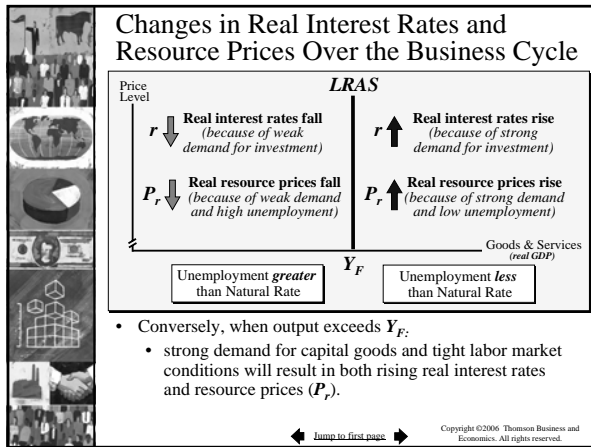 Changes in Real Interest Rates and
Resource Prices Over the Business Cycle
Price
Level
LRAS
r
Real interest rates fall
(because of weak
demand for investment)
r
Real interest rates rise
(because of strong
demand for investment)
Pr
Real resource prices fall
(because of weak demand
and high unemployment)
Pr
Real resource prices rise
(because of strong demand
and low unemployment)
Goods & Services
(real GDP)
YF
Unemployment greater
than Natural Rate
Unemployment less
than Natural Rate
• Conversely, when output exceeds YF:
• strong demand for capital goods and tight labor market
conditions will result in both rising real interest rates
and resource prices (Pr).
Jump to first page
Copyright ©2006 Thomson Business and
Economics. All rights reserved.